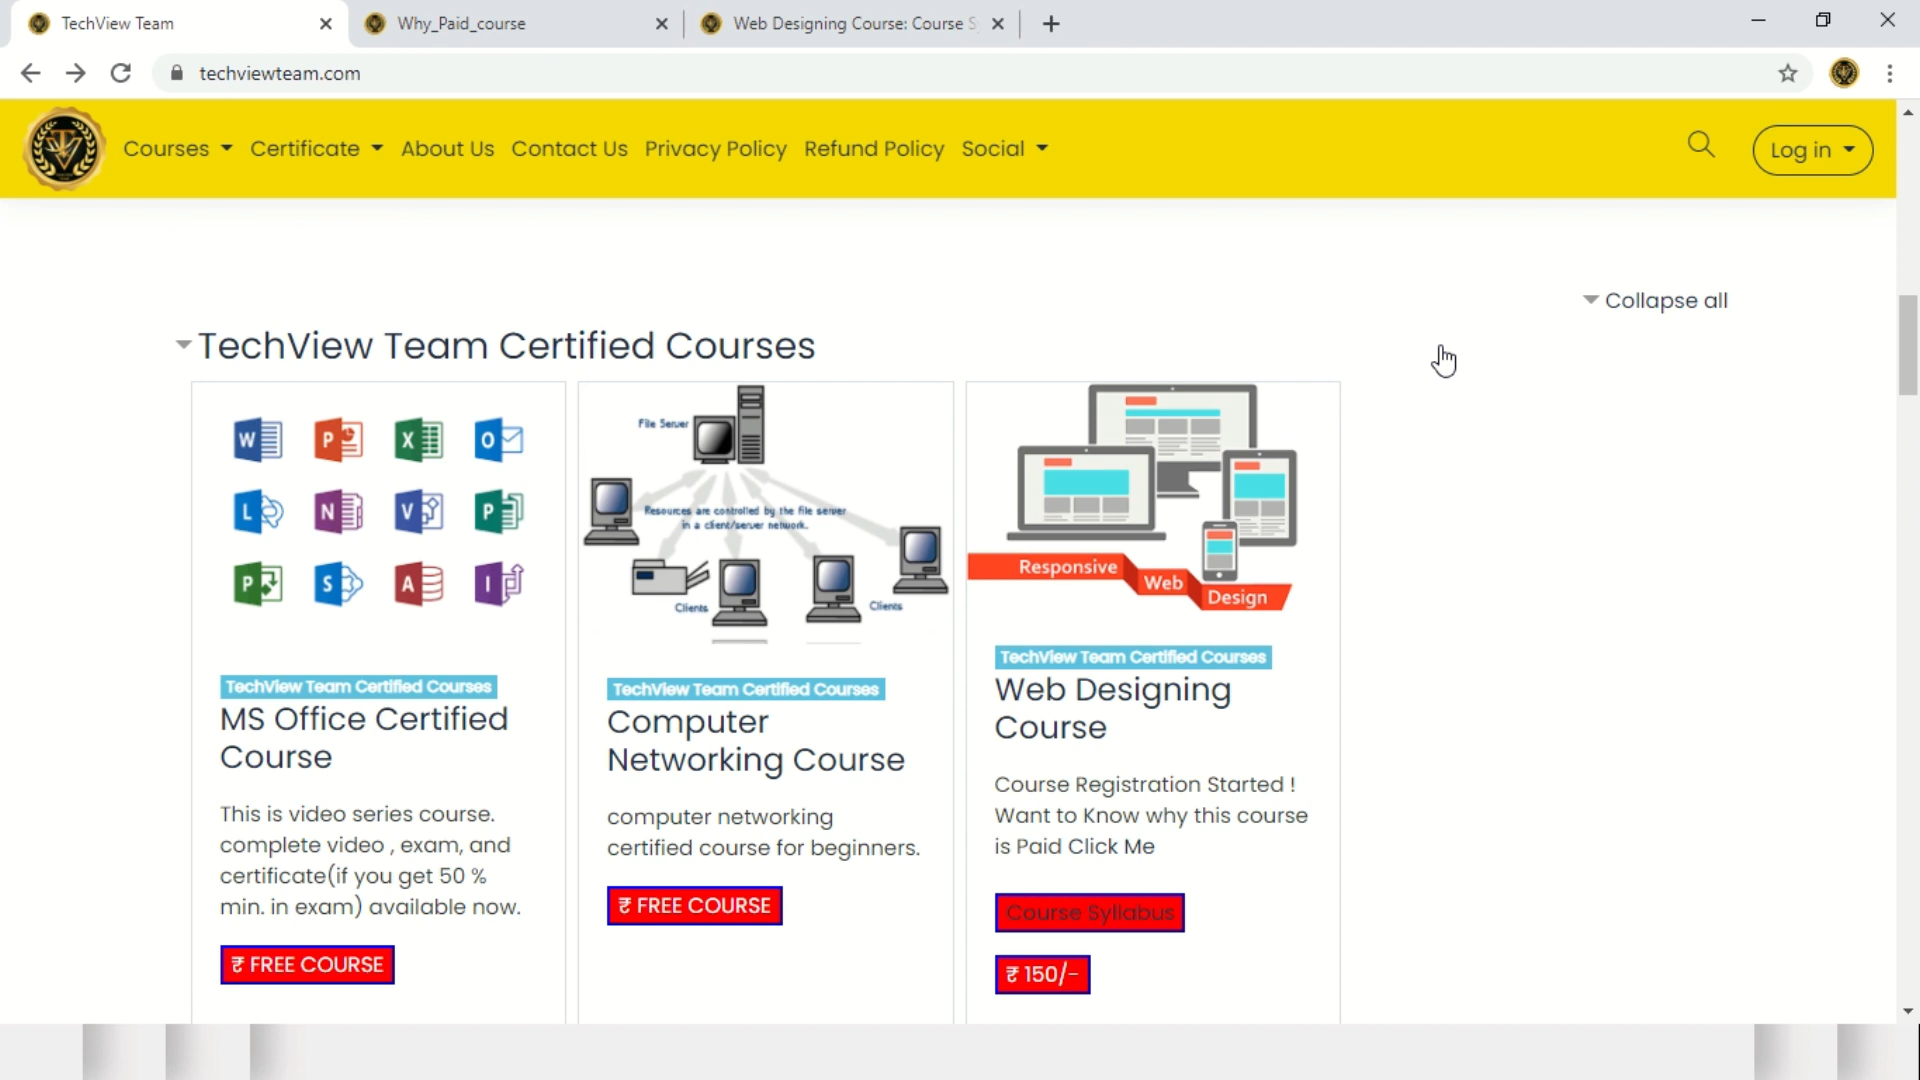 TechView Team
Why_Paid_course
Web Designing Course: Course S
techviewteam.com
Courses Certificate About Us Contact Us Privacy Policy Refund Policy Social Log in
Collapse all
TechView Team Certified Courses
W P X O
L N V P
P S A I
File Server
Resources are controlled by the file server
in a client/server network.
Clients
Clients
Responsive
Web
Design
TechView Team Certified Courses
MS Office Certified
Course
This is video series course.
complete video , exam, and
certificate(if you get 50 %
min. in exam) available now.
₹ FREE COURSE
TechView Team Certified Courses
Computer
Networking Course
computer networking
certified course for beginners.
₹ FREE COURSE
TechView Team Certified Courses
Web Designing
Course
Course Registration Started !
Want to Know why this course
is Paid Click Me
Course Syllabus
₹ 150/-